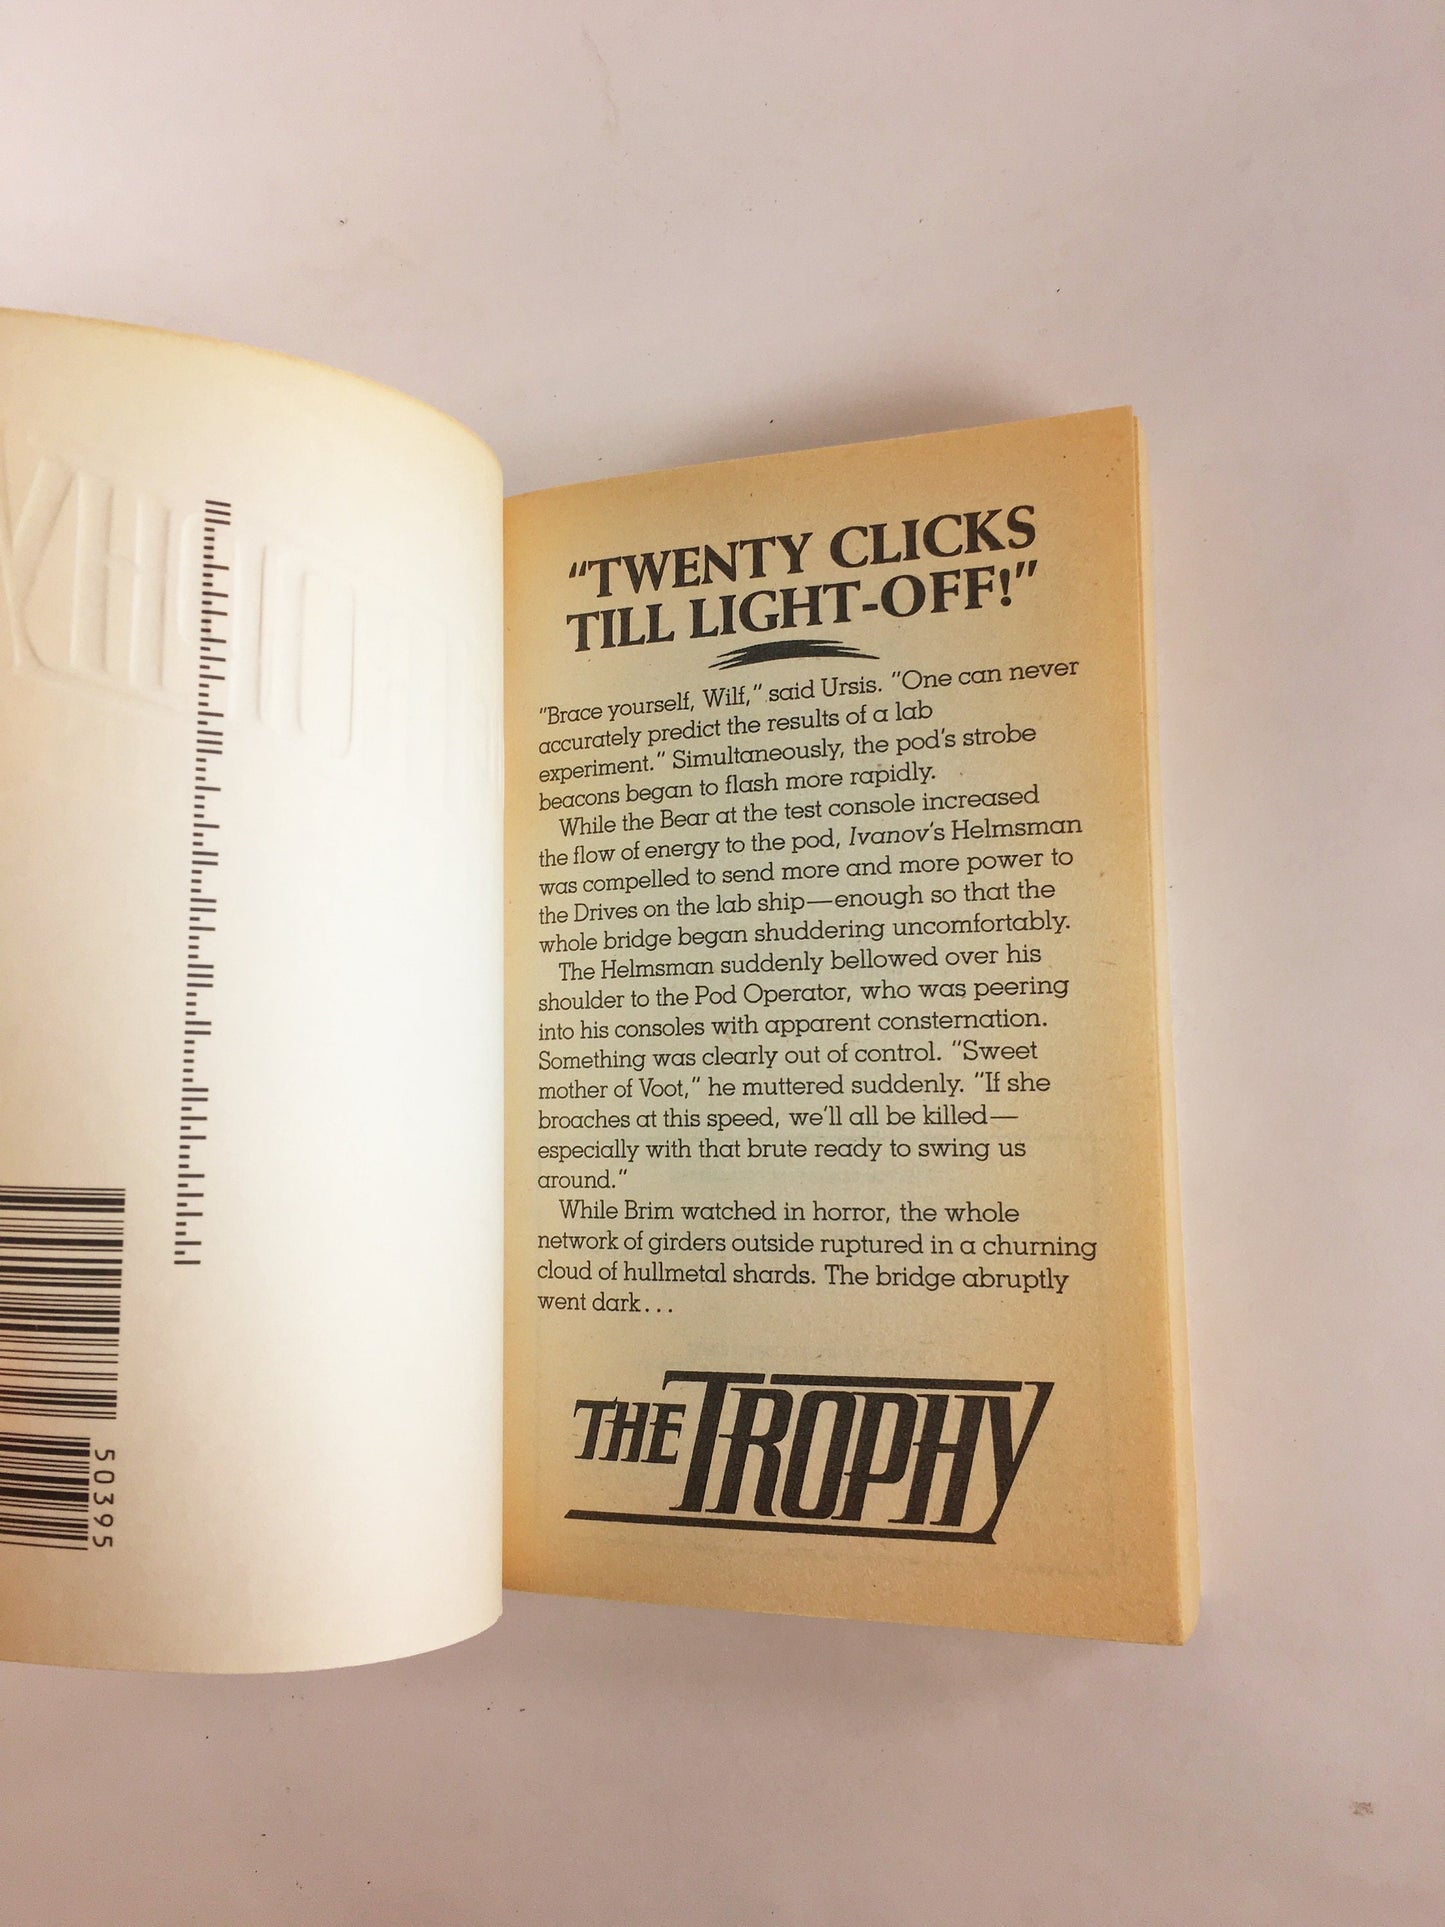 50395
"TWENTY CLICKS
TILL LIGHT-OFF!"
"Brace yourself, Wilf," said Ursis. "One can never
accurately predict the results of a lab
experiment." Simultaneously, the pod's strobe
beacons began to flash more rapidly.
While the Bear at the test console increased
the flow of energy to the pod, Ivanov's Helmsman
was compelled to send more and more power to
the Drives on the lab ship—enough so that the
whole bridge began shuddering uncomfortably.
The Helmsman suddenly bellowed over his
shoulder to the Pod Operator, who was peering
into his consoles with apparent consternation.
Something was clearly out of control. "Sweet
mother of Voot," he muttered suddenly. "If she
broaches at this speed, we'll all be killed—
especially with that brute ready to swing us
around."
While Brim watched in horror, the whole
network of girders outside ruptured in a churning
cloud of hullmetal shards. The bridge abruptly
went dark...
THE TROPHY